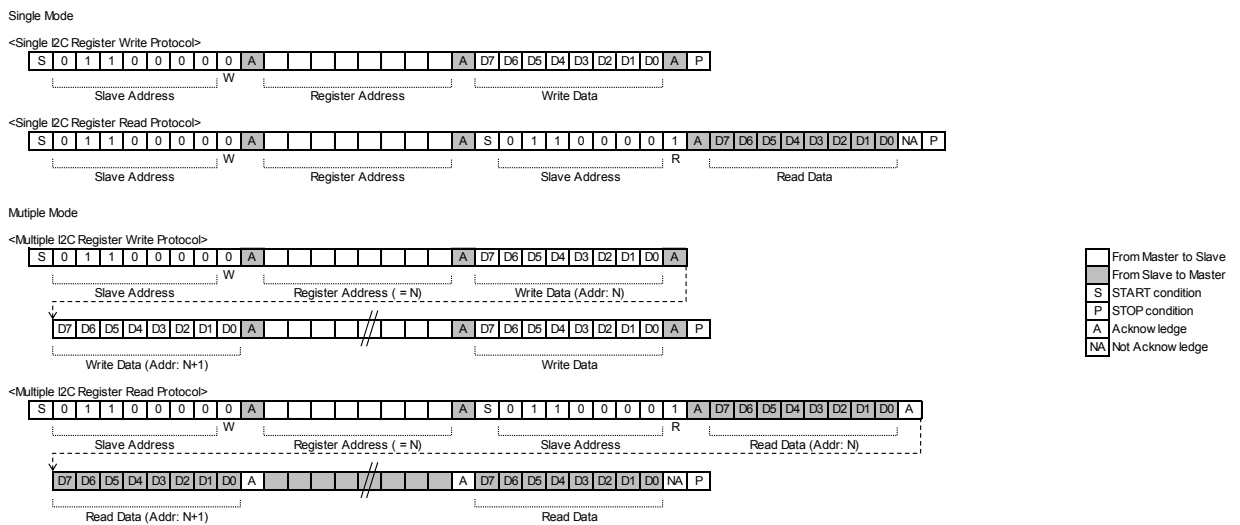 Single Mode
<Single I2C Register Write Protocol>
S 0 1 1 0 0 0 0 0 A A D7 D6 D5 D4 D3 D2 D1 D0 A P
W
Slave Address Register Address Write Data
<Single I2C Register Read Protocol>
S 0 1 1 0 0 0 0 0 A A S 0 1 1 0 0 0 0 1 A D7 D6 D5 D4 D3 D2 D1 D0 NA P
W R
Slave Address Register Address Slave Address Read Data
Mutiple Mode
<Multiple I2C Register Write Protocol>
S 0 1 1 0 0 0 0 0 A A D7 D6 D5 D4 D3 D2 D1 D0 A
W
Slave Address Register Address ( = N) Write Data (Addr: N)
D7 D6 D5 D4 D3 D2 D1 D0 A A D7 D6 D5 D4 D3 D2 D1 D0 A P
Write Data (Addr: N+1) Write Data
<Multiple I2C Register Read Protocol>
S 0 1 1 0 0 0 0 0 A A S 0 1 1 0 0 0 0 1 A D7 D6 D5 D4 D3 D2 D1 D0 A
W R
Slave Address Register Address ( = N) Slave Address Read Data (Addr: N)
D7 D6 D5 D4 D3 D2 D1 D0 A A D7 D6 D5 D4 D3 D2 D1 D0 NA P
Read Data (Addr: N+1) Read Data
From Master to Slave
From Slave to Master
S START condition
P STOP condition
A Acknowledge
NA Not Acknowledge